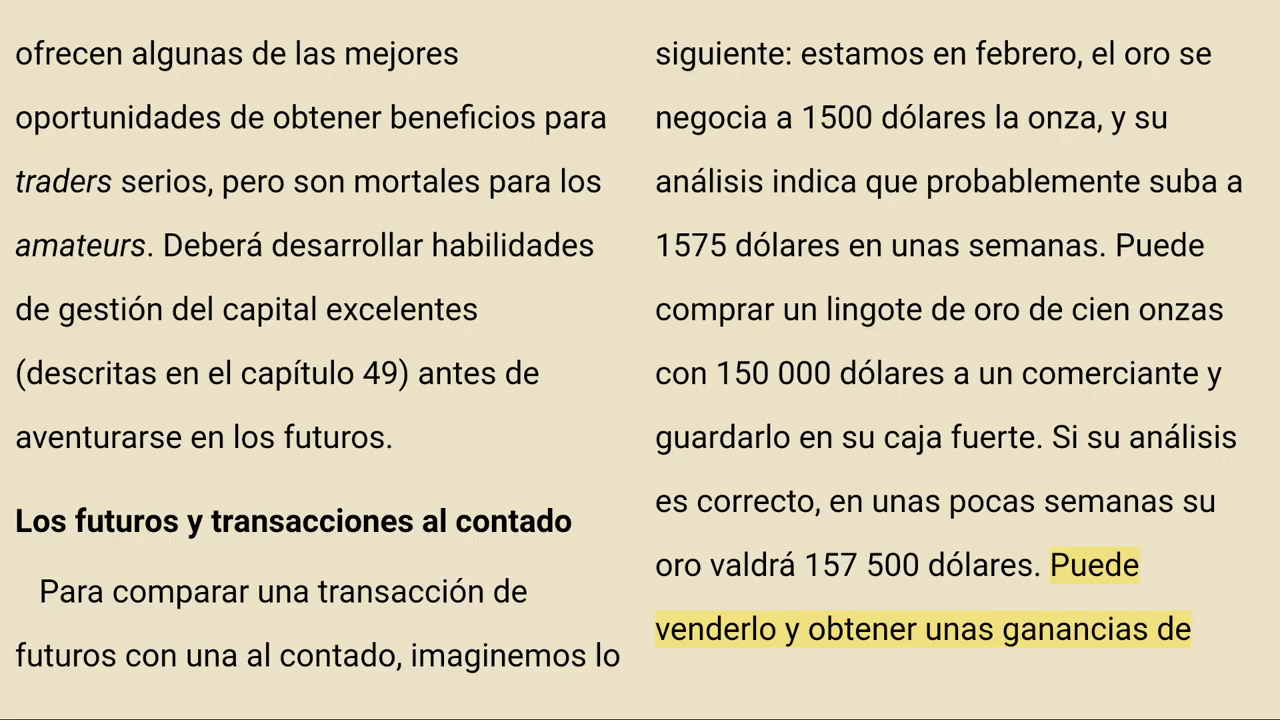 ofrecen algunas de las mejores
oportunidades de obtener beneficios para
traders serios, pero son mortales para los
amateurs. Deberá desarrollar habilidades
de gestión del capital excelentes
(descritas en el capítulo 49) antes de
aventurarse en los futuros.
Los futuros y transacciones al contado
Para comparar una transacción de
futuros con una al contado, imaginemos lo
siguiente: estamos en febrero, el oro se
negocia a 1500 dólares la onza, y su
análisis indica que probablemente suba a
1575 dólares en unas semanas. Puede
comprar un lingote de oro de cien onzas
con 150 000 dólares a un comerciante y
guardarlo en su caja fuerte. Si su análisis
es correcto, en unas pocas semanas su
oro valdrá 157 500 dólares. Puede
venderlo y obtener unas ganancias de